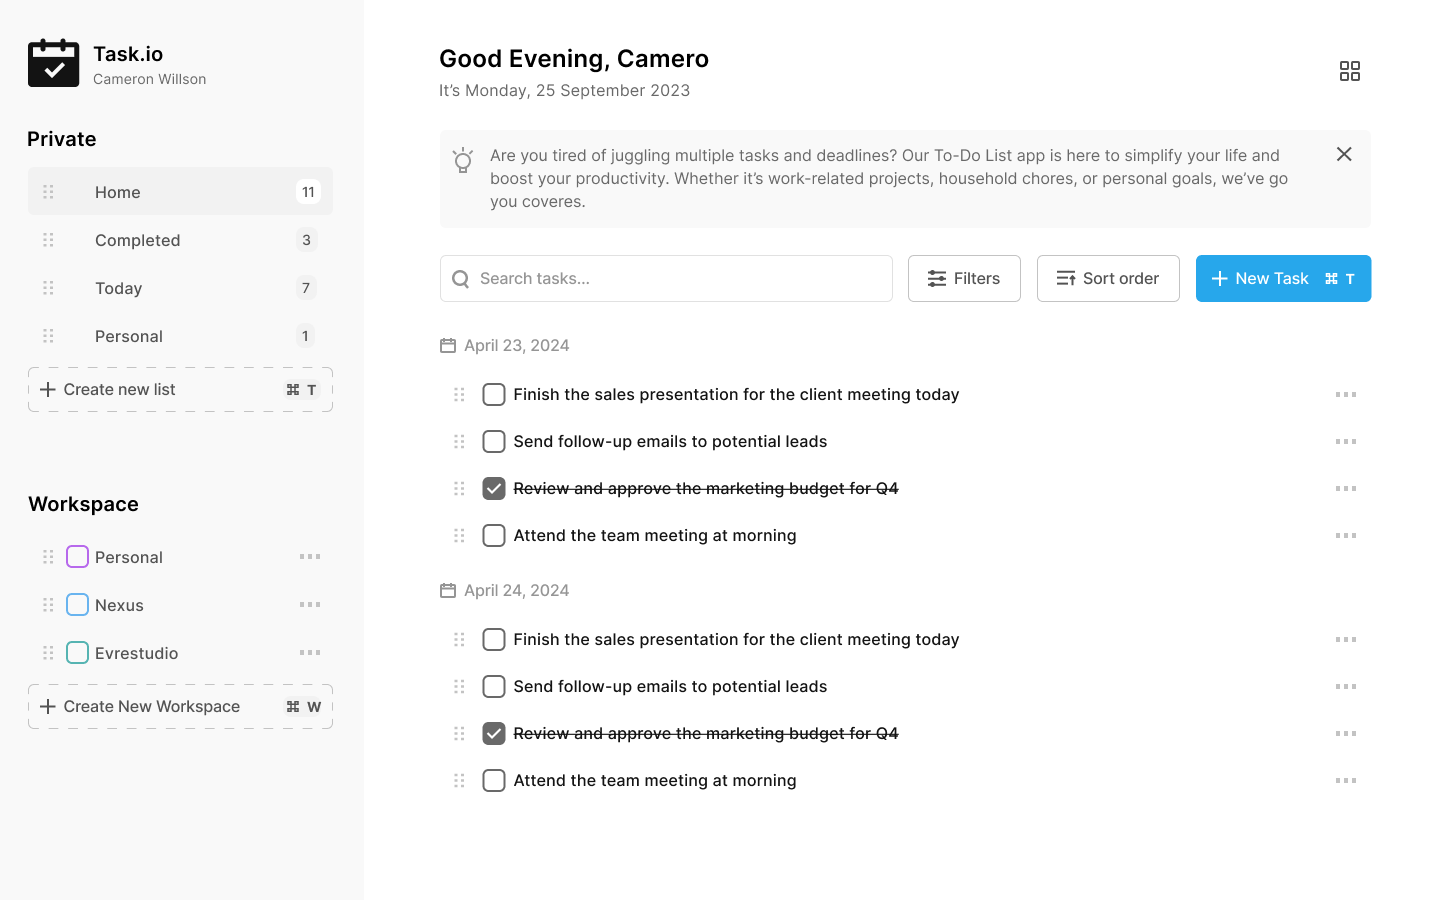 Task.io
Cameron Willson
Private
Home 11
Completed 3
Today 7
Personal 1
Create new list ⌘ T
Workspace
Personal
Nexus
Evrestudio
Create New Workspace ⌘ W
Good Evening, Camero
It’s Monday, 25 September 2023
Are you tired of juggling multiple tasks and deadlines? Our To-Do List app is here to simplify your life and
boost your productivity. Whether it’s work-related projects, household chores, or personal goals, we’ve go
you coveres.
Search tasks...
Filters
Sort order
New Task ⌘ T
April 23, 2024
Finish the sales presentation for the client meeting today
Send follow-up emails to potential leads
Review and approve the marketing budget for Q4
Attend the team meeting at morning
April 24, 2024
Finish the sales presentation for the client meeting today
Send follow-up emails to potential leads
Review and approve the marketing budget for Q4
Attend the team meeting at morning